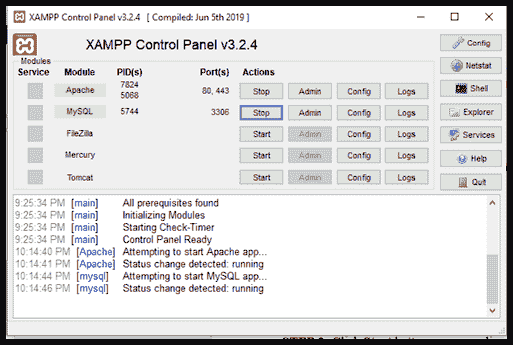 XAMPP Control Panel v3.2.4 [ Compiled: Jun 5th 2019 ]
XAMPP Control Panel v3.2.4
Config
Modules
Service Module PID(s) Port(s) Actions
Netstat
Apache 7824 5068 80, 443 Stop Admin Config Logs
Shell
MySQL 5744 3306 Stop Admin Config Logs
Explorer
FileZilla Start Admin Config Logs
Services
Mercury Start Admin Config Logs
Help
Tomcat Start Admin Config Logs
Quit
9:25:34 PM [main] All prerequisites found
9:25:34 PM [main] Initializing Modules
9:25:34 PM [main] Starting Check-Timer
9:25:34 PM [main] Control Panel Ready
10:14:40 PM [Apache] Attempting to start Apache app...
10:14:41 PM [Apache] Status change detected: running
10:14:44 PM [mysql] Attempting to start MySQL app...
10:14:46 PM [mysql] Status change detected: running